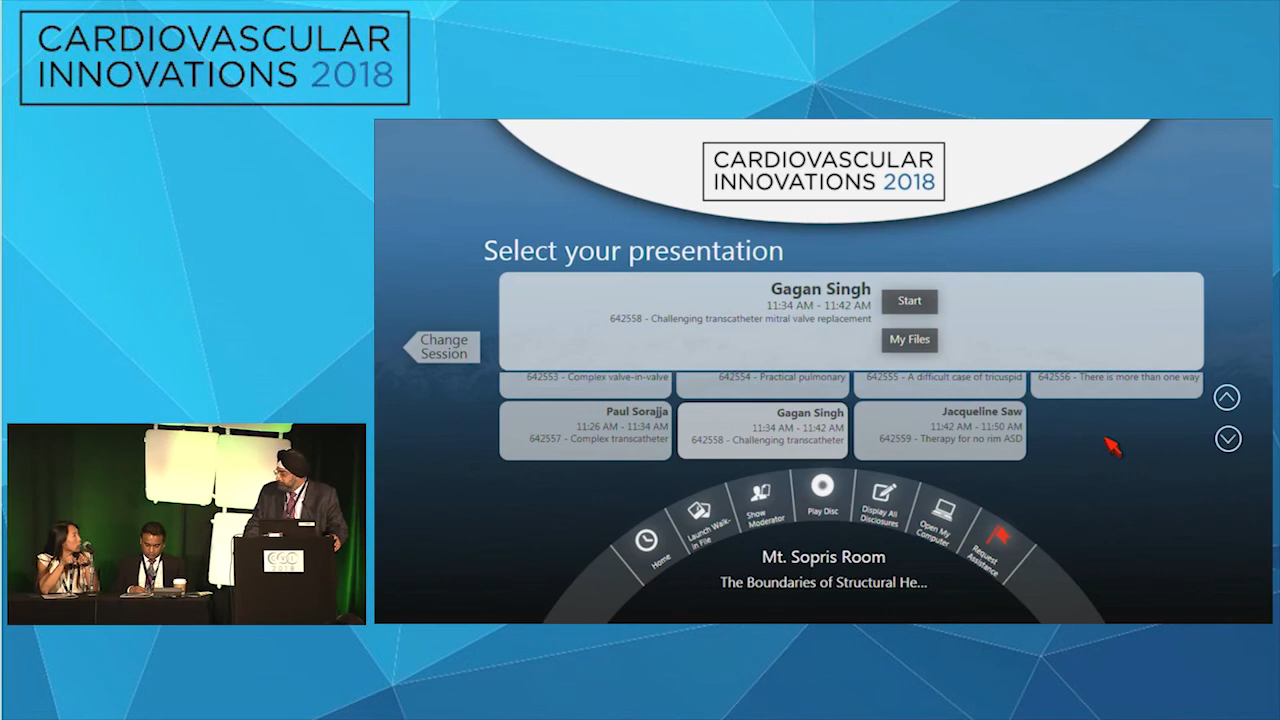 CARDIOVASCULAR
INNOVATIONS 2018
CARDIOVASCULAR
INNOVATIONS 2018
Select your presentation
Gagan Singh
11:34 AM - 11:42 AM
642558 - Challenging transcatheter mitral valve replacement
Start
My Files
Change
Session
642553 - Complex valve-in-valve
642554 - Practical pulmonary
642555 - A difficult case of tricuspid
642556 - There is more than one way
Paul Sorajja
11:26 AM - 11:34 AM
642557 - Complex transcatheter
Gagan Singh
11:34 AM - 11:42 AM
642558 - Challenging transcatheter
Jacqueline Saw
11:42 AM - 11:50 AM
642559 - Therapy for no rim ASD
Home
Launch Walk-
in File
Show
Moderator
Play Disc
Display All
Disclosures
Open My
Computer
Request
Assistance
Mt. Sopris Room
The Boundaries of Structural He...
2018